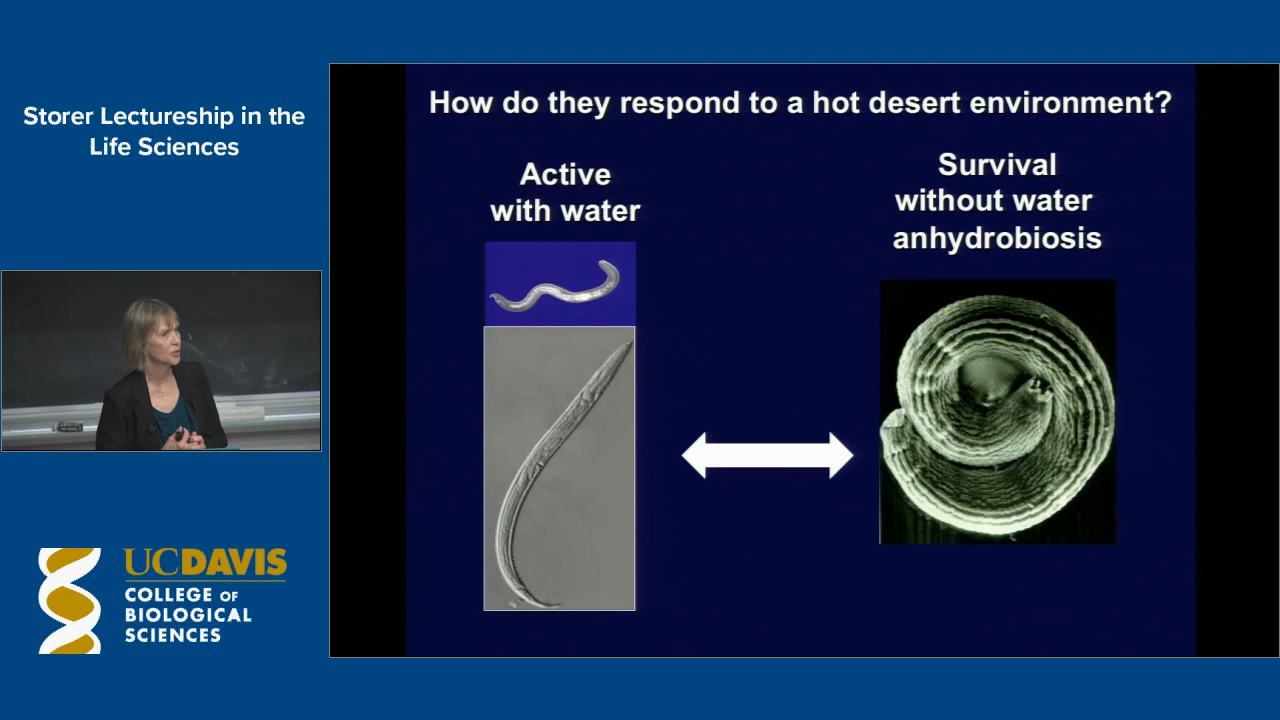 Storer Lectureship in the
Life Sciences
How do they respond to a hot desert environment?
Active
with water
Survival
without water
anhydrobiosis
UCDAVIS
COLLEGE OF
BIOLOGICAL
SCIENCES